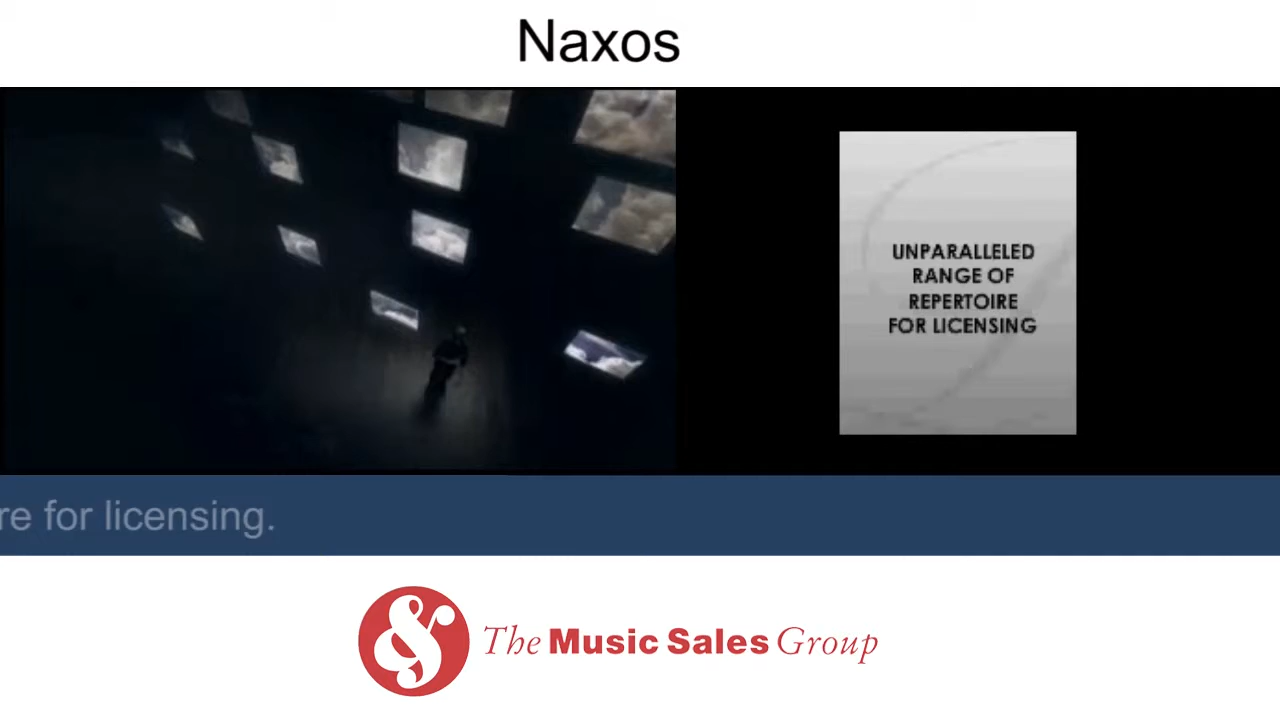 Naxos
UNPARALLELED
RANGE OF
REPERTOIRE
FOR LICENSING
re for licensing.
& The Music Sales Group